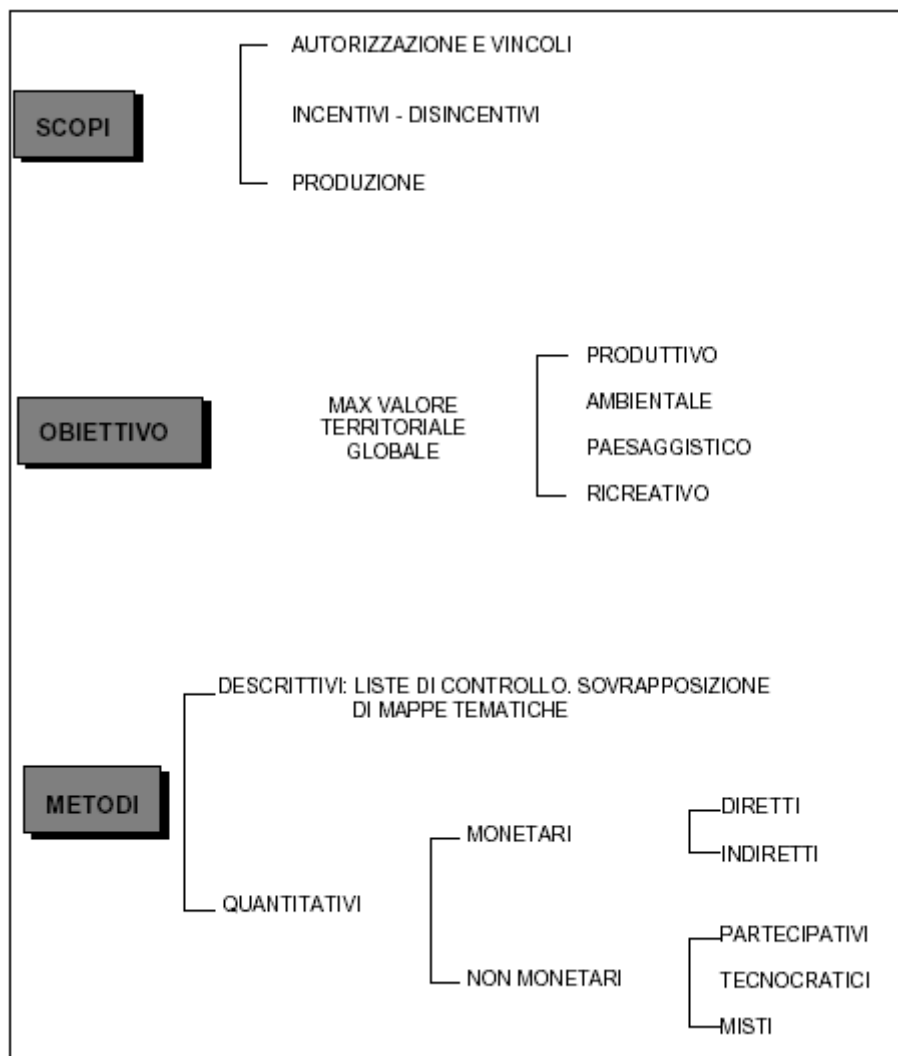 AUTORIZZAZIONE E VINCOLI
SCOPI
INCENTIVI - DISINCENTIVI
PRODUZIONE
OBIETTIVO
MAX VALORE
TERRITORIALE
GLOBALE
PRODUTTIVO
AMBIENTALE
PAESAGGISTICO
RICREATIVO
METODI
DESCRITTIVI: LISTE DI CONTROLLO. SOVRAPPOSIZIONE
DI MAPPE TEMATICHE
QUANTITATIVI
MONETARI
DIRETTI
INDIRETTI
NON MONETARI
PARTECIPATIVI
TECNOCRATICI
MISTI